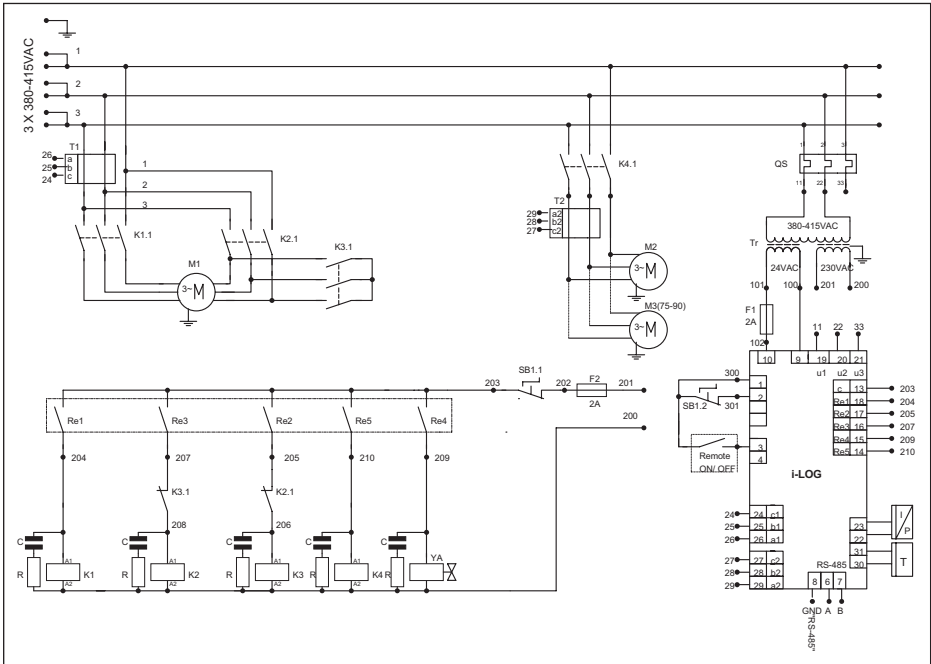 3 X 380-415VAC
1
2
3
T1
26 a
25 b
24 c
1
2
3
K1.1
K2.1
K3.1
M1
3~ M
K4.1
T2
29 a2
28 b2
27 c2
M2
3~ M
M3(75-90)
3~ M
1 2 3
QS
11 22 33
380-415VAC
Tr
24VAC 230VAC
101 100 201 200
F1
2A
102
11 22 33
10 9 19 20 21
u1 u2 u3
300
1
2
SB1.2 301
3
4
Remote
ON/ OFF
c 13 203
Re1 18 204
Re2 17 205
Re3 16 207
Re4 15 209
Re5 14 210
i-LOG
24 24 c1
25 25 b1
26 26 a1
27 27 c2
28 28 b2
29 29 a2
23
22
I/P
31
30
T
RS-485
8 6 7
GND A B
"RS-485"
203 SB1.1 202 F2 201
2A
200
Re1 Re3 Re2 Re5 Re4
204 207 205 210 209
K3.1 K2.1
208 206
C C C C C
R R R R R
A1 A1 A1 A1
K1 K2 K3 K4 YA
A2 A2 A2 A2